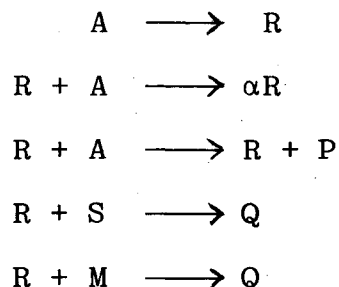 A ⟶ R
R + A ⟶ αR
R + A ⟶ R + P
R + S ⟶ Q
R + M ⟶ Q